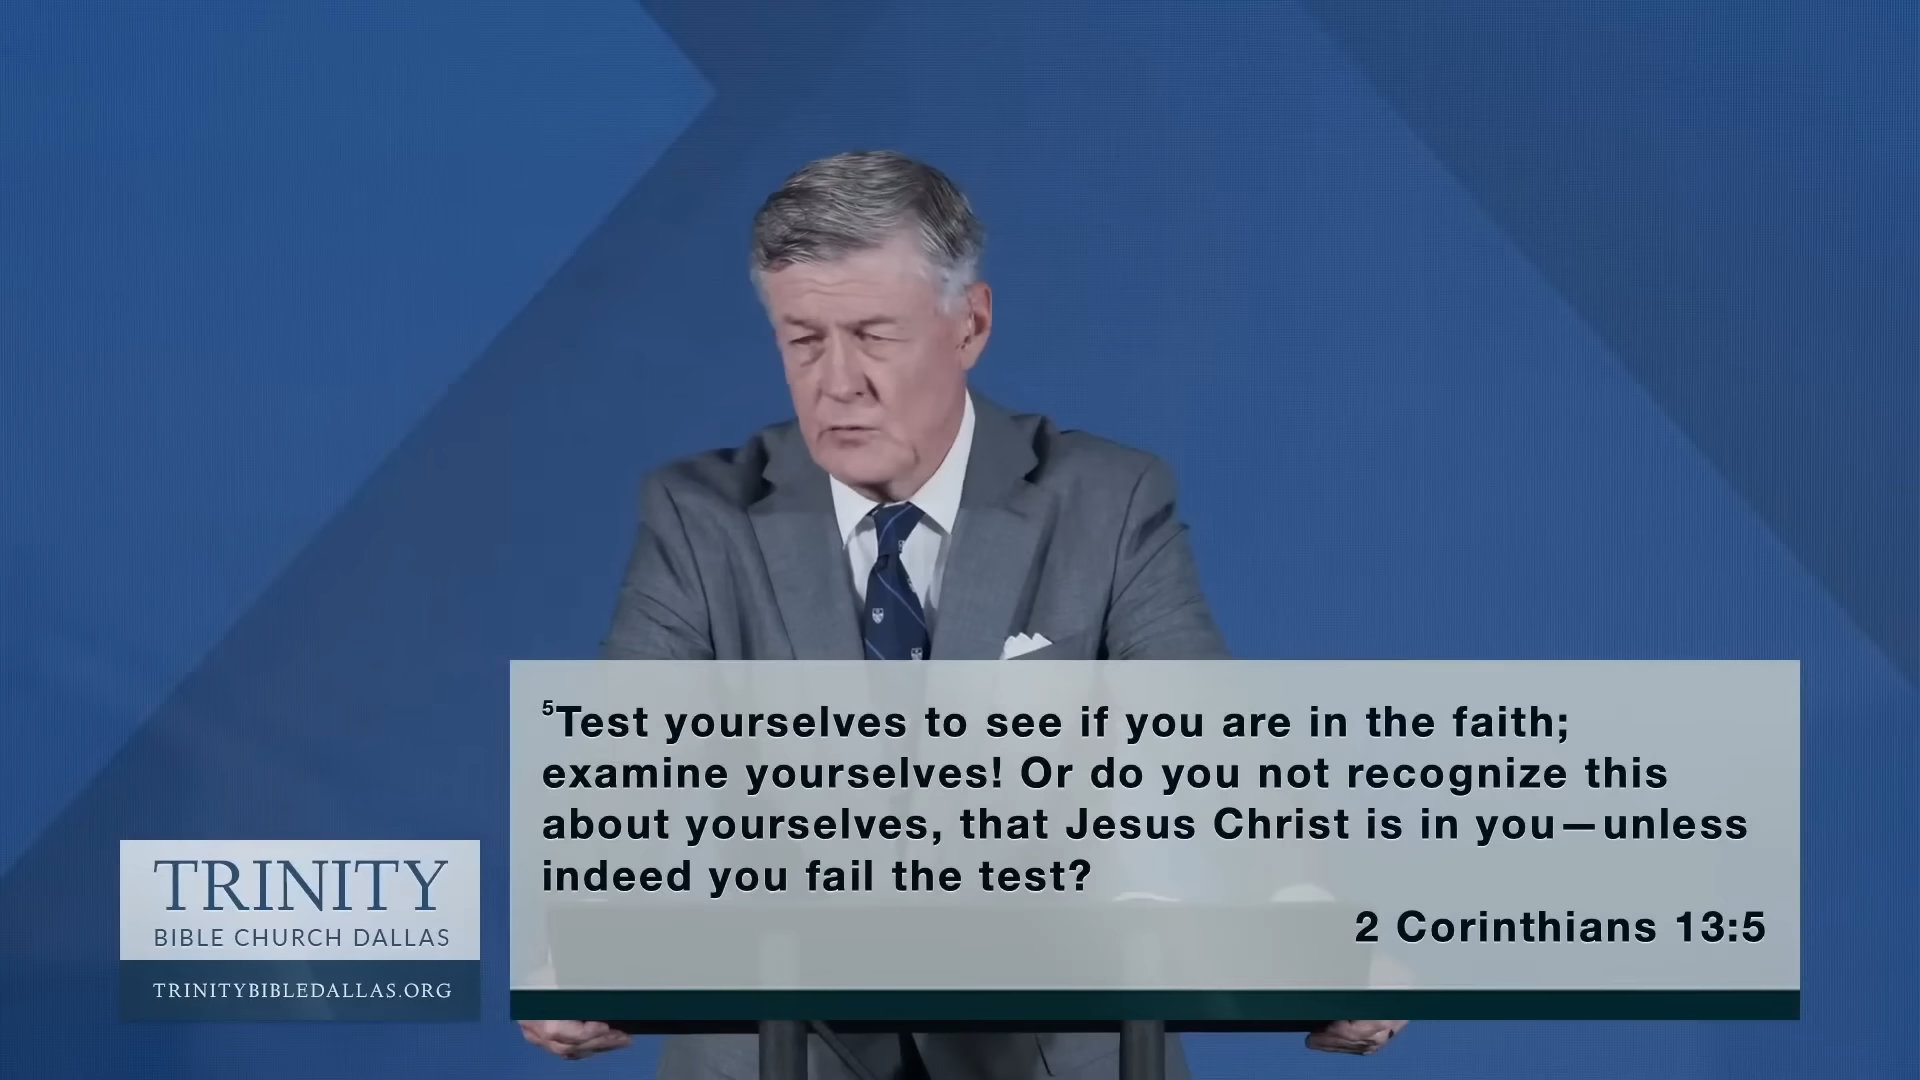 ⁵Test yourselves to see if you are in the faith;
examine yourselves! Or do you not recognize this
about yourselves, that Jesus Christ is in you—unless
indeed you fail the test?
2 Corinthians 13:5
TRINITY
BIBLE CHURCH DALLAS
TRINITYBIBLEDALLAS.ORG